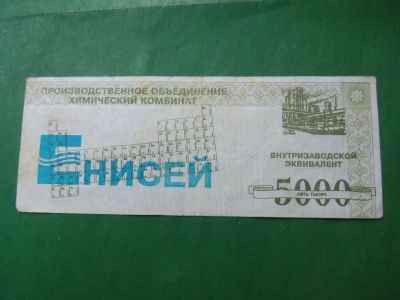 ПРОИЗВОДСТВЕННОЕ ОБЪЕДИНЕНИЕ
ХИМИЧЕСКИЙ КОМБИНАТ
ЕНИСЕЙ
ВНУТРИЗАВОДСКОЙ
ЭКВИВАЛЕНТ
5000
ПЯТЬ ТЫСЯЧ